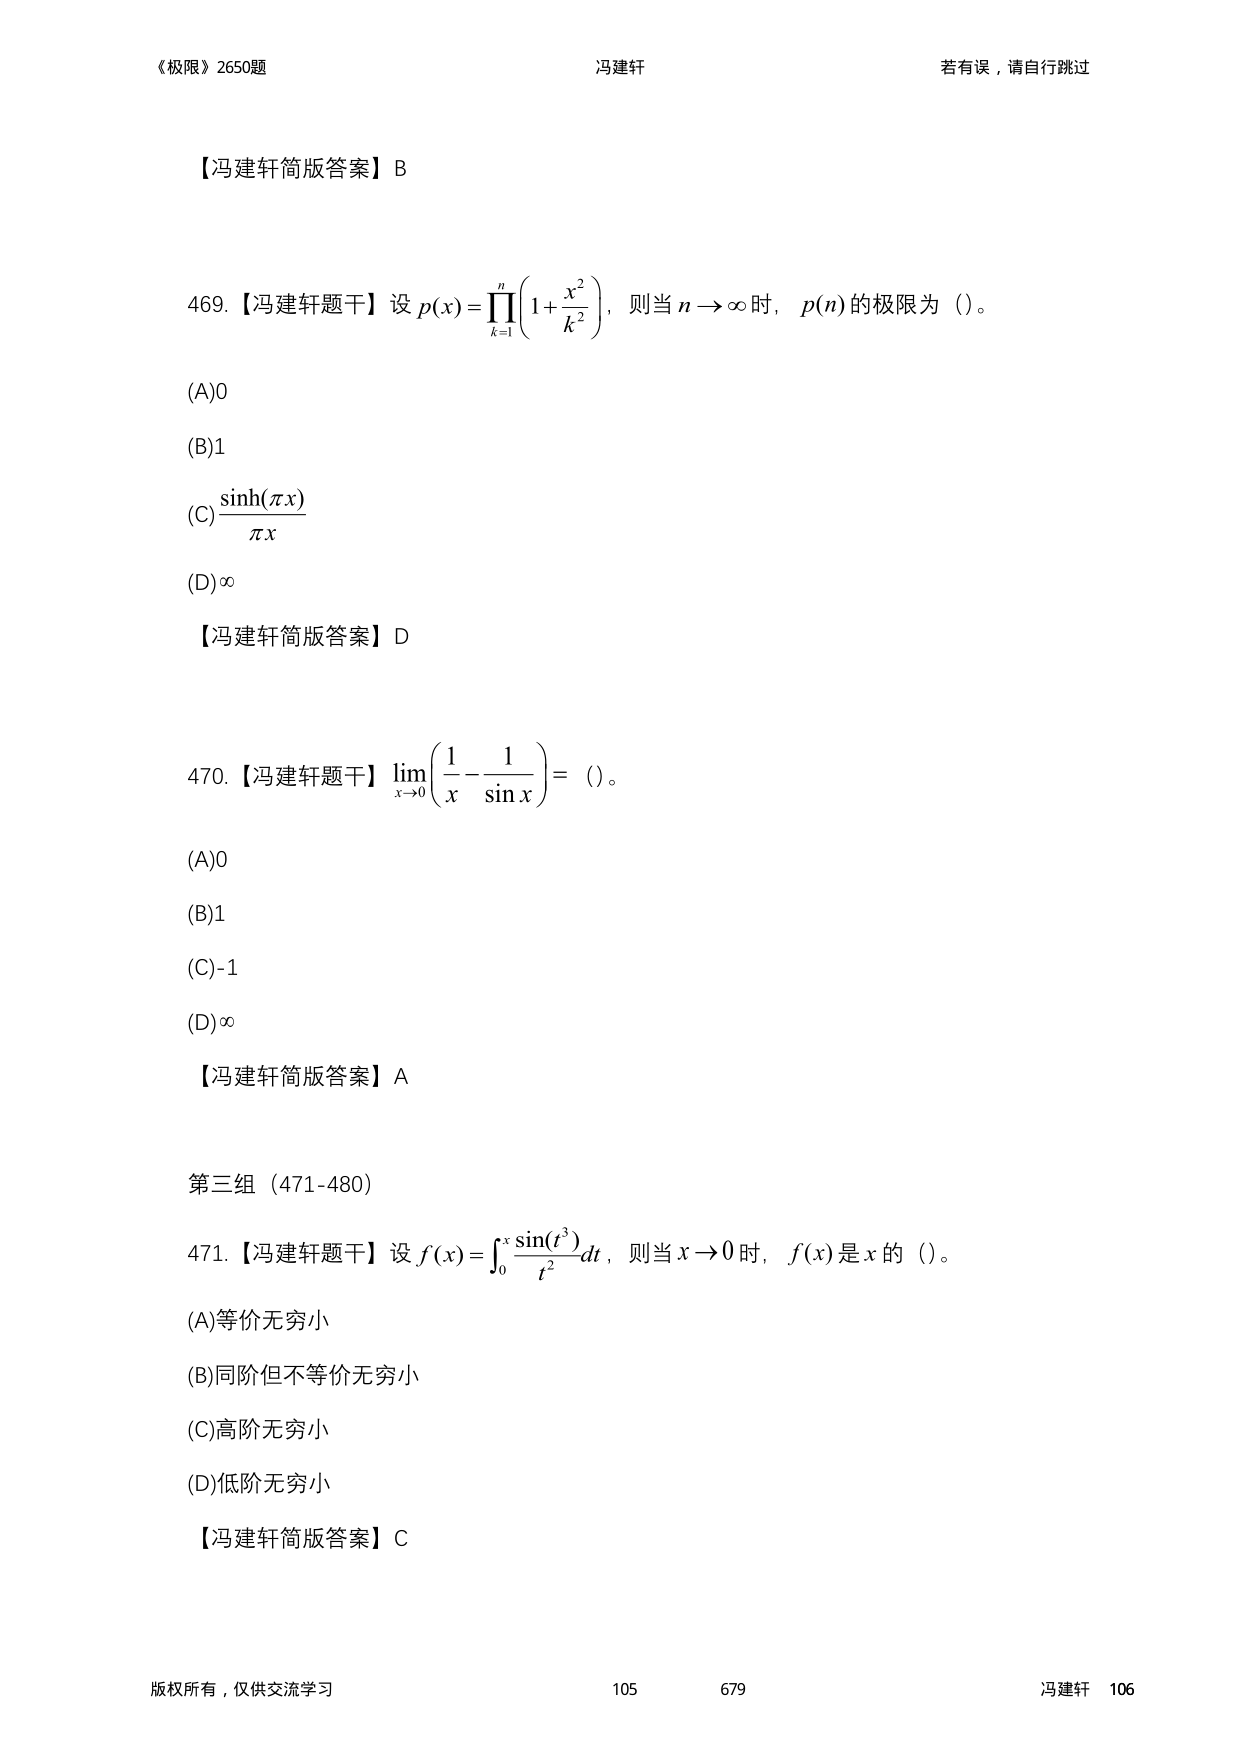 《极限》2650题 冯建轩 若有误，请自行跳过
【冯建轩简版答案】B
469.【冯建轩题干】设 p(x)=∏_{k=1}^{n}(1+x²/k²)，则当 n→∞时， p(n)的极限为（）。
(A)0
(B)1
(C) sinh(πx)/πx
(D)∞
【冯建轩简版答案】D
470.【冯建轩题干】lim_{x→0}(1/x − 1/sin x)=（）。
(A)0
(B)1
(C)-1
(D)∞
【冯建轩简版答案】A
第三组（471-480）
471.【冯建轩题干】设 f(x)=∫_0^x sin(t³)/t² dt，则当 x→0时， f(x)是 x 的（）。
(A)等价无穷小
(B)同阶但不等价无穷小
(C)高阶无穷小
(D)低阶无穷小
【冯建轩简版答案】C
版权所有，仅供交流学习 105 679 冯建轩 106